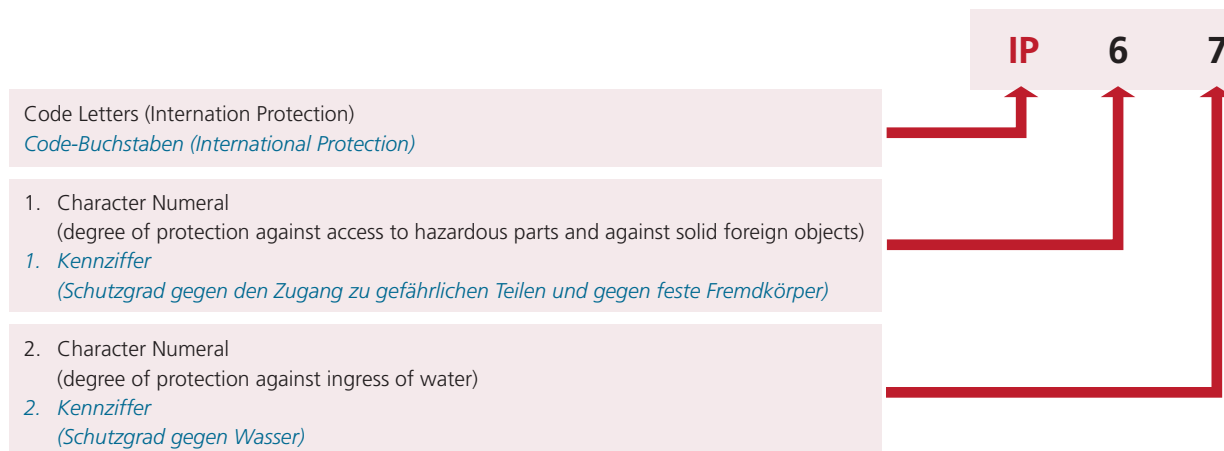 IP 6 7
Code Letters (Internation Protection)
Code-Buchstaben (International Protection)
1. Character Numeral
(degree of protection against access to hazardous parts and against solid foreign objects)
1. Kennziffer
(Schutzgrad gegen den Zugang zu gefährlichen Teilen und gegen feste Fremdkörper)
2. Character Numeral
(degree of protection against ingress of water)
2. Kennziffer
(Schutzgrad gegen Wasser)